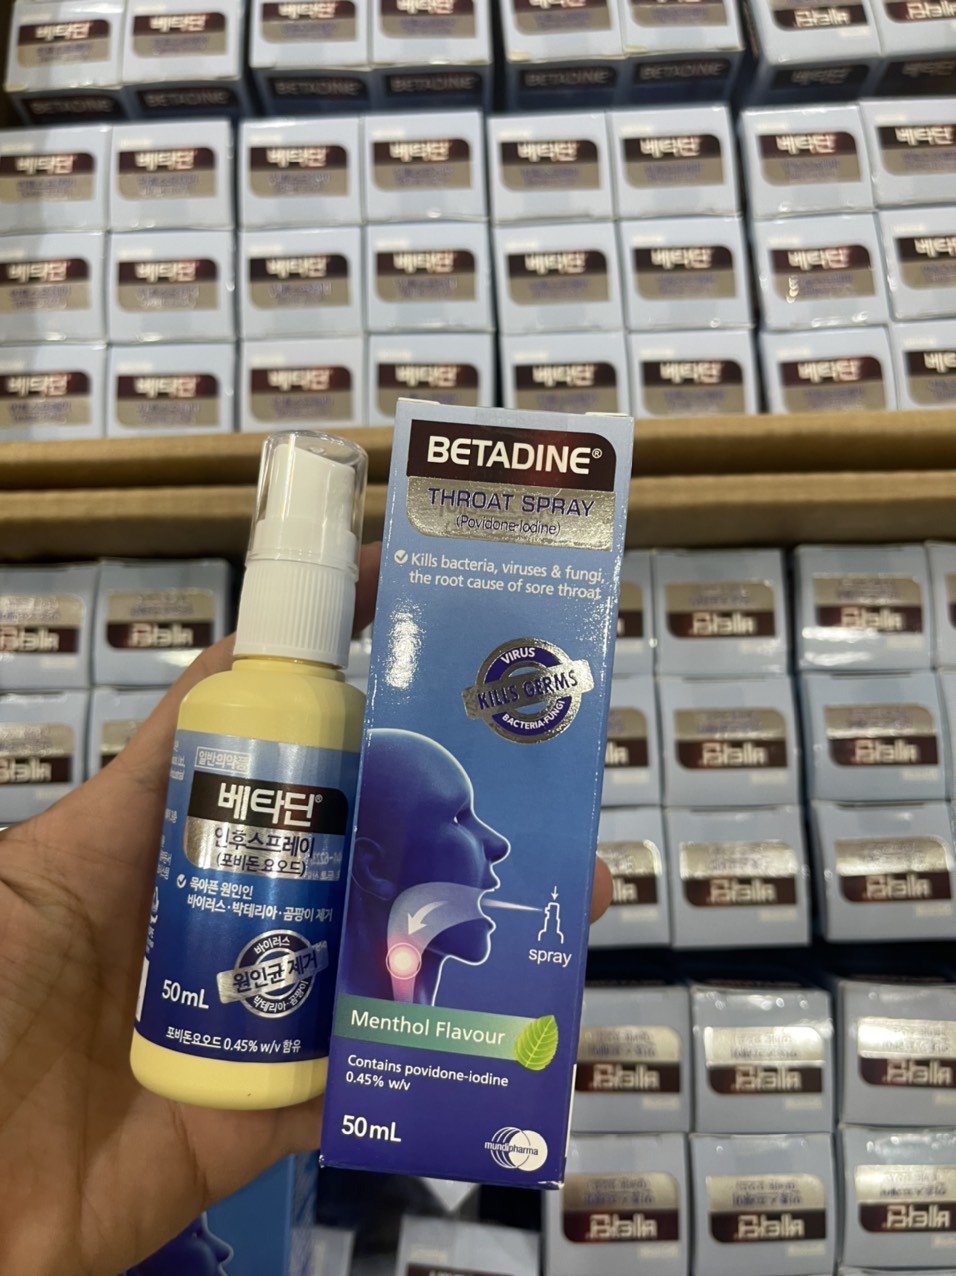 BETADINE®
THROAT SPRAY
(Povidone-Iodine)
Kills bacteria, viruses & fungi,
the root cause of sore throat
VIRUS
KILLS GERMS
BACTERIA·FUNGI
spray
Menthol Flavour
Contains povidone-iodine
0.45% w/v
50mL
mundipharma
일반의약품
베타딘®
인후스프레이
(포비돈요오드)
목아픈 원인인
바이러스·박테리아·곰팡이 제거
바이러스
원인균 제거
박테리아·곰팡이
50mL
포비돈요오드 0.45% w/v 함유
베타딘
BETADINE